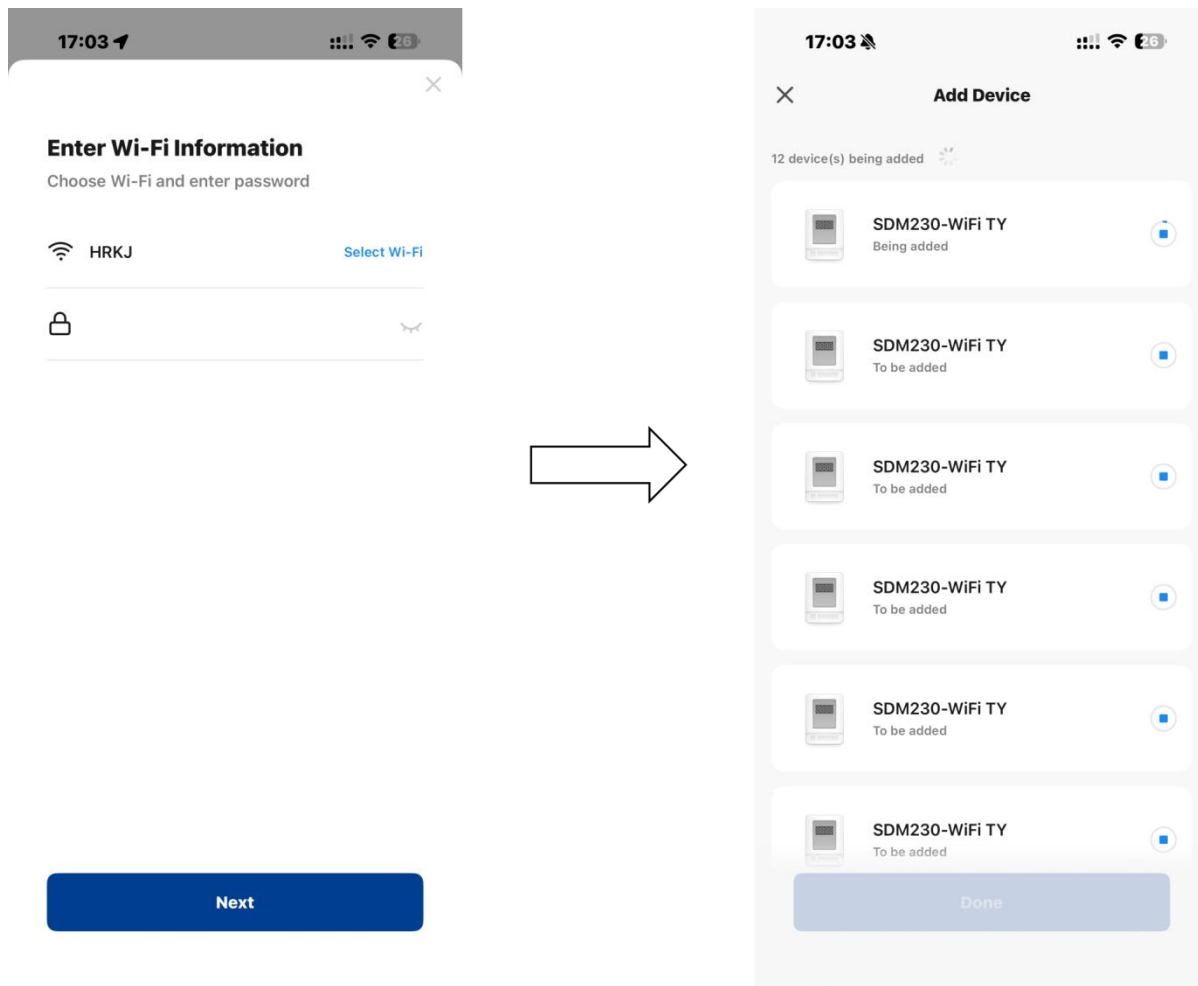 17:03
26
Enter Wi-Fi Information
Choose Wi-Fi and enter password
HRKJ
Select Wi-Fi
Next
17:03
26
Add Device
12 device(s) being added
SDM230-WiFi TY
Being added
SDM230-WiFi TY
To be added
SDM230-WiFi TY
To be added
SDM230-WiFi TY
To be added
SDM230-WiFi TY
To be added
SDM230-WiFi TY
To be added
Done